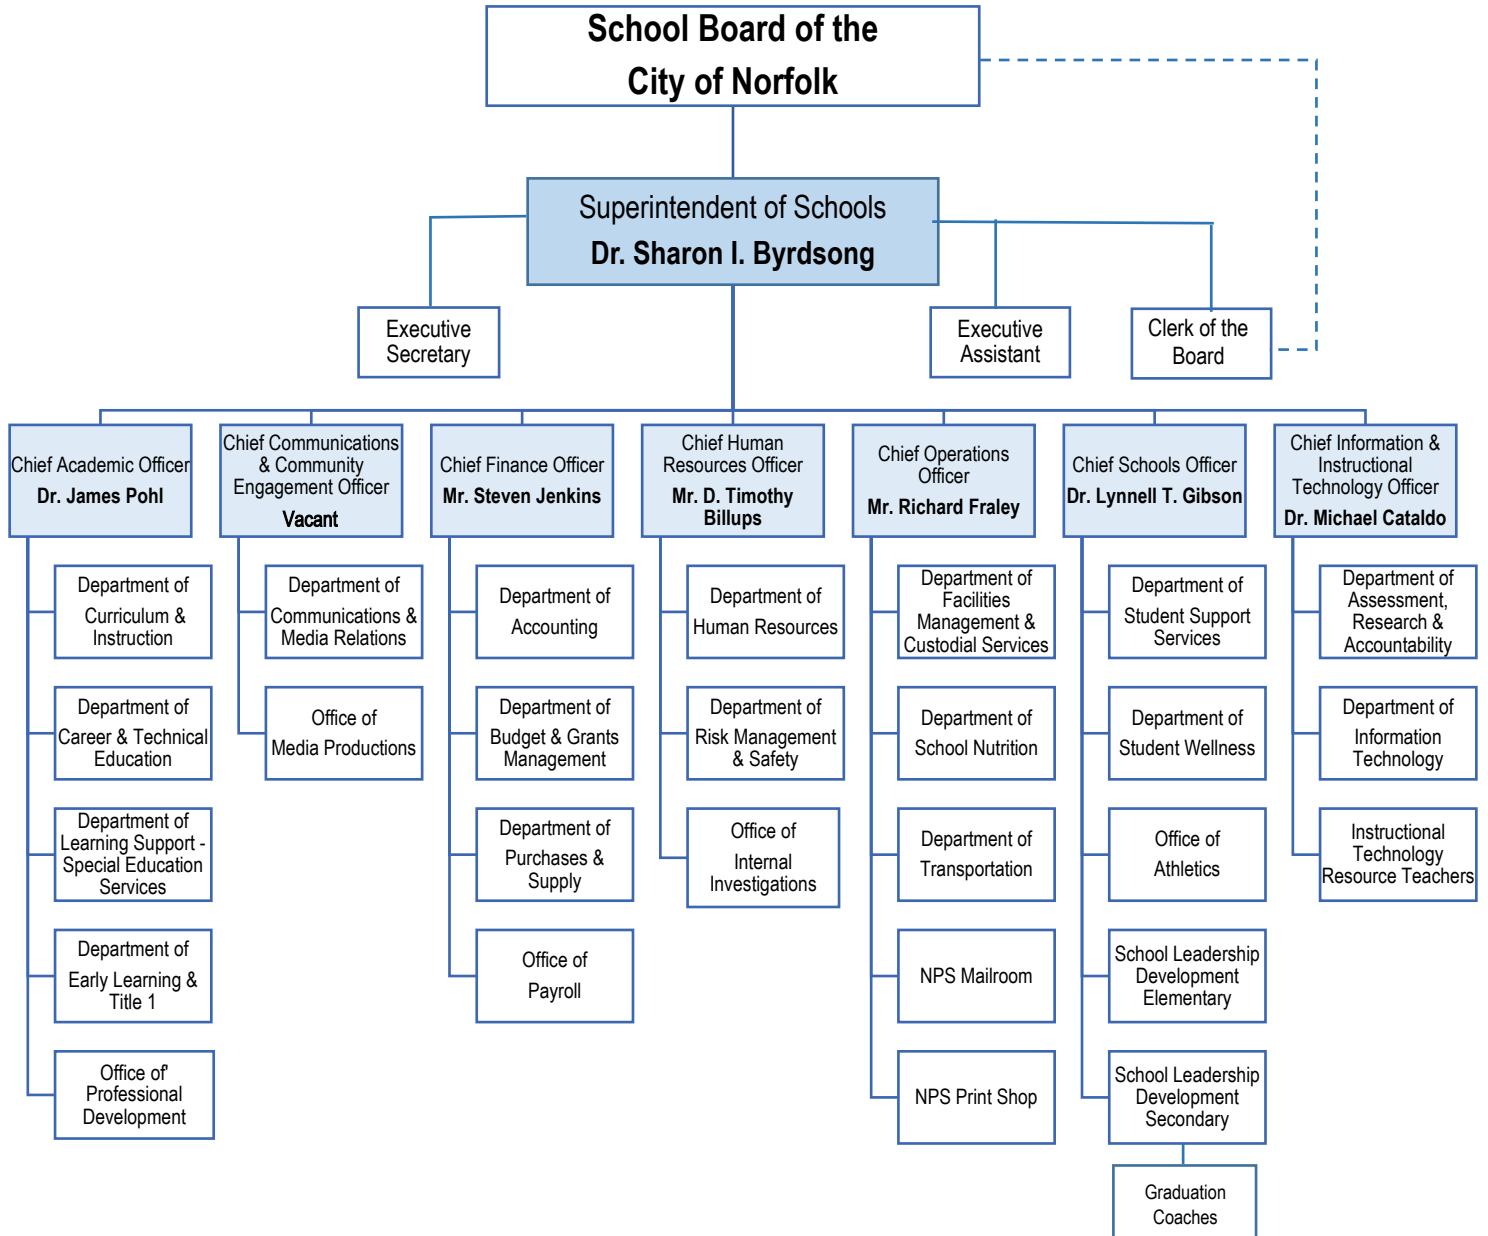 School Board of the
City of Norfolk
Superintendent of Schools
Dr. Sharon I. Byrdsong
Executive
Secretary
Executive
Assistant
Clerk of the
Board
Chief Academic Officer
Dr. James Pohl
Chief Communications
& Community
Engagement Officer
Vacant
Chief Finance Officer
Mr. Steven Jenkins
Chief Human
Resources Officer
Mr. D. Timothy
Billups
Chief Operations
Officer
Mr. Richard Fraley
Chief Schools Officer
Dr. Lynnell T. Gibson
Chief Information &
Instructional
Technology Officer
Dr. Michael Cataldo
Department of
Curriculum &
Instruction
Department of
Career & Technical
Education
Department of
Learning Support -
Special Education
Services
Department of
Early Learning &
Title 1
Office of'
Professional
Development
Department of
Communications &
Media Relations
Office of
Media Productions
Department of
Accounting
Department of
Budget & Grants
Management
Department of
Purchases &
Supply
Office of
Payroll
Department of
Human Resources
Department of
Risk Management
& Safety
Office of
Internal
Investigations
Department of
Facilities
Management &
Custodial Services
Department of
School Nutrition
Department of
Transportation
NPS Mailroom
NPS Print Shop
Department of
Student Support
Services
Department of
Student Wellness
Office of
Athletics
School Leadership
Development
Elementary
School Leadership
Development
Secondary
Graduation
Coaches
Department of
Assessment,
Research &
Accountability
Department of
Information
Technology
Instructional
Technology
Resource Teachers